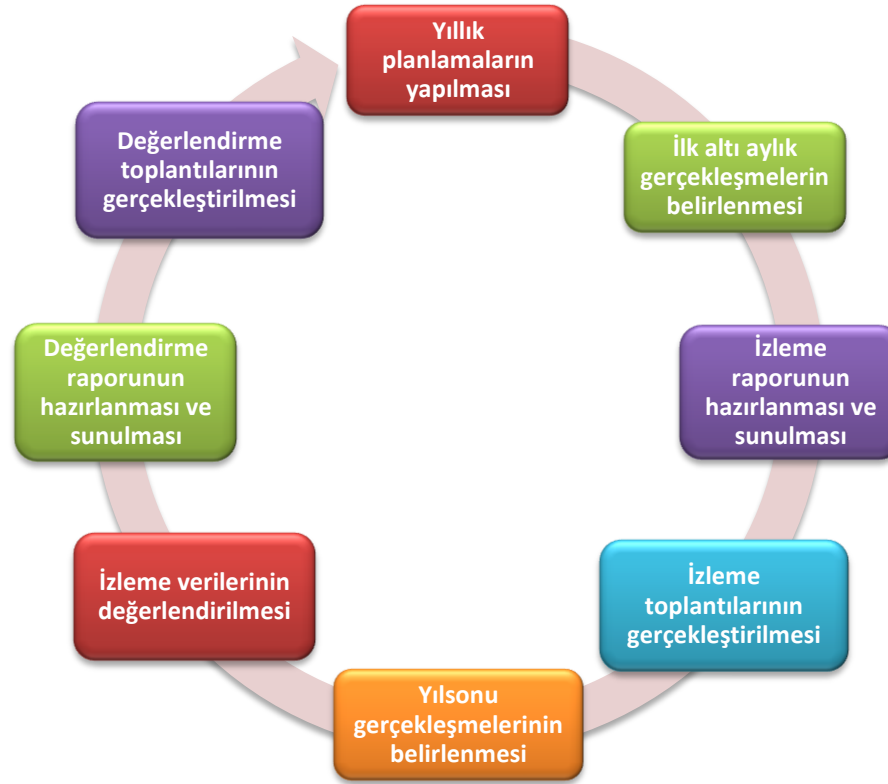 Yıllık
planlamaların
yapılması
İlk altı aylık
gerçekleşmelerin
belirlenmesi
İzleme
raporunun
hazırlanması ve
sunulması
İzleme
toplantılarının
gerçekleştirilmesi
Yılsonu
gerçekleşmelerinin
belirlenmesi
İzleme verilerinin
değerlendirilmesi
Değerlendirme
raporunun
hazırlanması ve
sunulması
Değerlendirme
toplantılarının
gerçekleştirilmesi